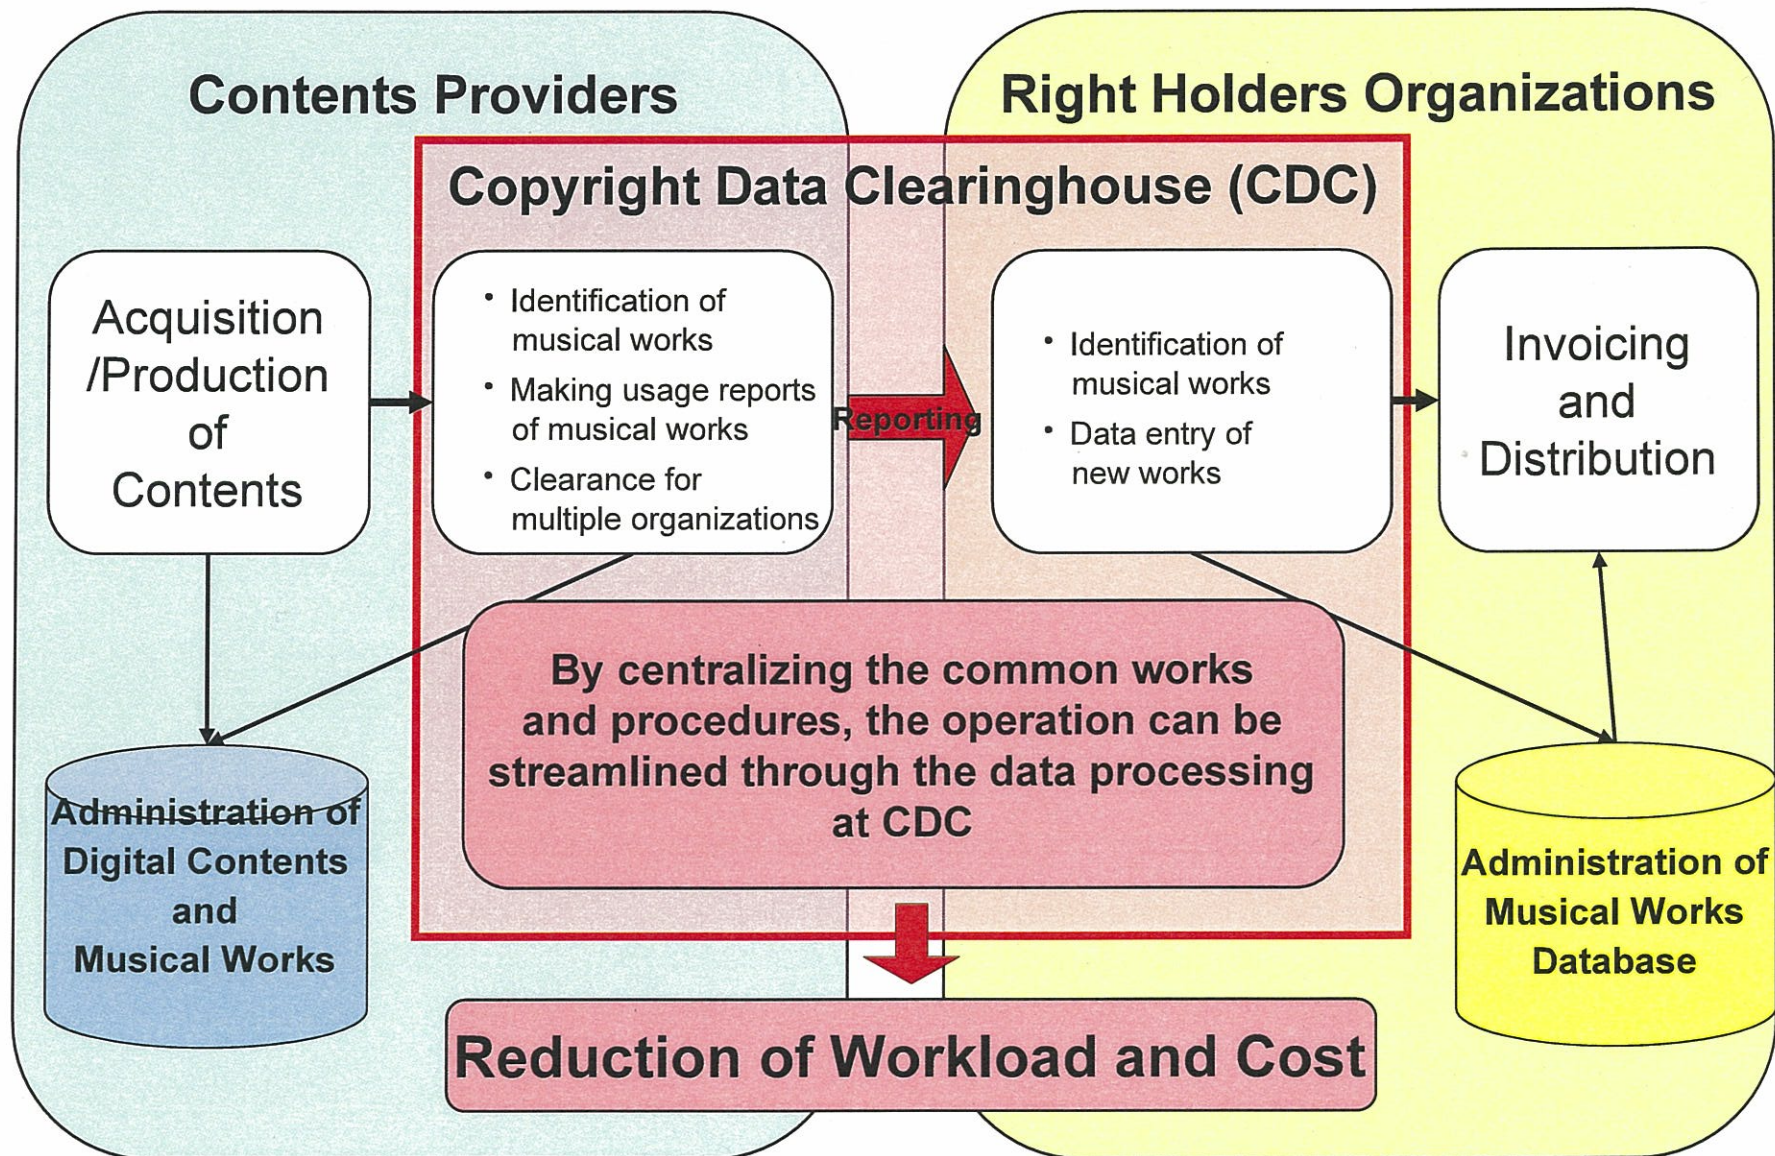 Contents Providers
Right Holders Organizations
Copyright Data Clearinghouse (CDC)
Acquisition
/Production
of
Contents
• Identification of
musical works
• Making usage reports
of musical works
• Clearance for
multiple organizations
Reporting
• Identification of
musical works
• Data entry of
new works
Invoicing
and
Distribution
By centralizing the common works
and procedures, the operation can be
streamlined through the data processing
at CDC
Administration of
Digital Contents
and
Musical Works
Administration of
Musical Works
Database
Reduction of Workload and Cost